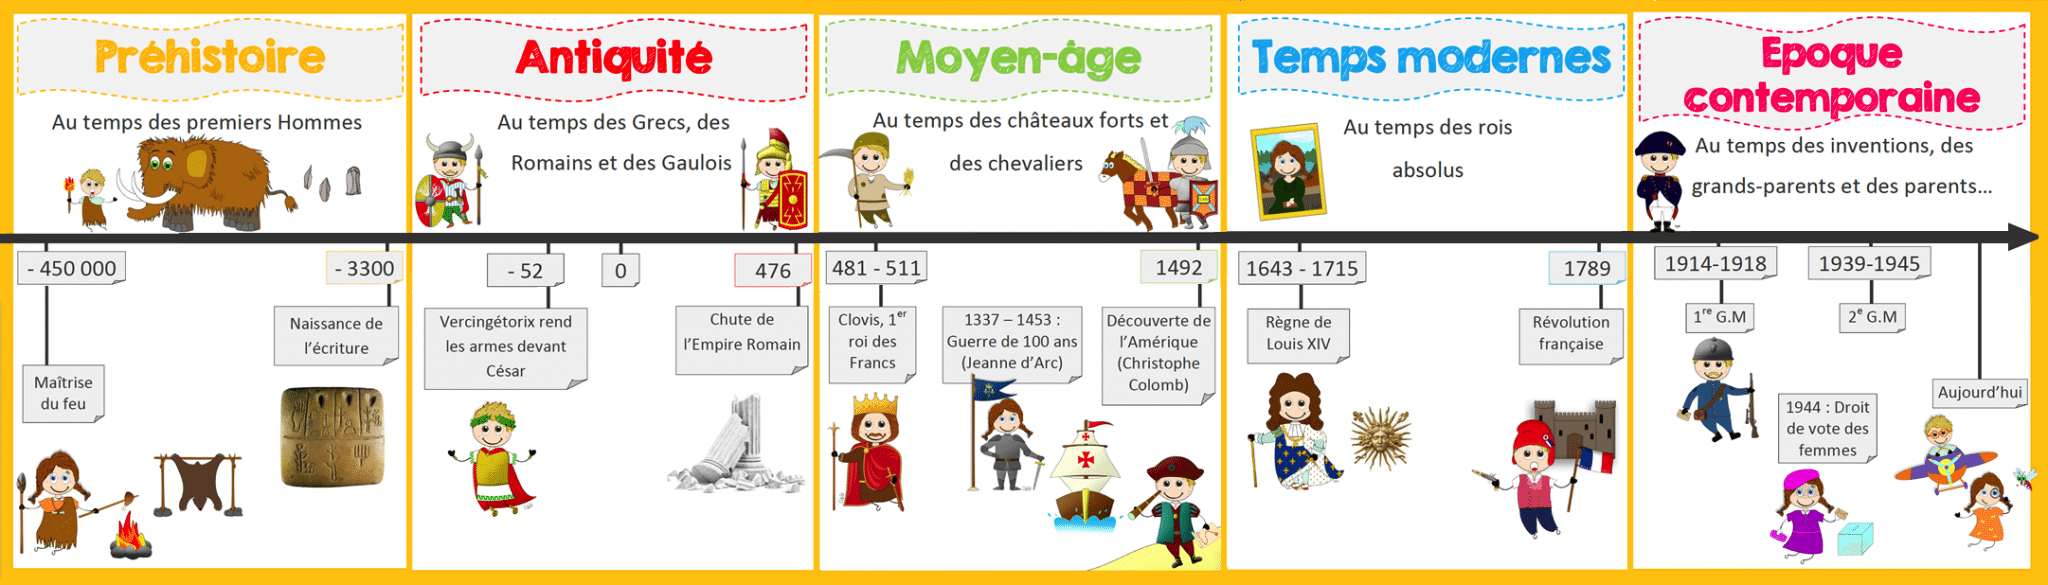 Préhistoire
Au temps des premiers Hommes
- 450 000
- 3300
Maîtrise
du feu
Naissance de
l’écriture
Antiquité
Au temps des Grecs, des
Romains et des Gaulois
- 52
0
476
Vercingétorix rend
les armes devant
César
Chute de
l’Empire Romain
Moyen-âge
Au temps des châteaux forts et
des chevaliers
481 - 511
1492
Clovis, 1er
roi des
Francs
1337 – 1453 :
Guerre de 100 ans
(Jeanne d’Arc)
Découverte de
l’Amérique
(Christophe
Colomb)
Temps modernes
Au temps des rois
absolus
1643 - 1715
1789
Règne de
Louis XIV
Révolution
française
Epoque
contemporaine
Au temps des inventions, des
grands-parents et des parents...
1914-1918
1939-1945
1re G.M
2e G.M
1944 : Droit
de vote des
femmes
Aujourd’hui